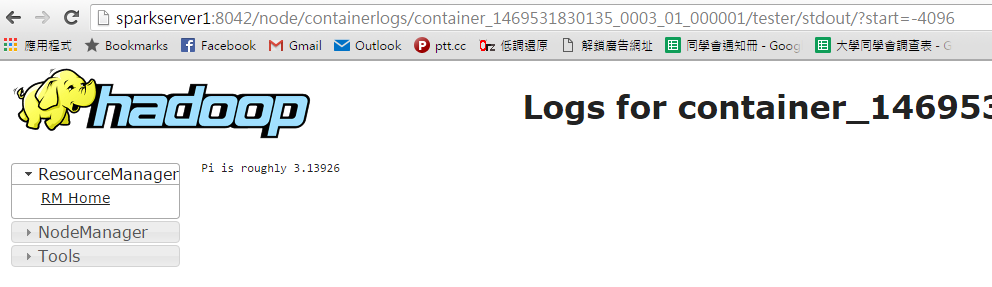 sparkserver1:8042/node/containerlogs/container_1469531830135_0003_01_000001/tester/stdout/?start=-4096
應用程式 Bookmarks Facebook Gmail Outlook ptt.cc 低調還原 解鎖廣告網址 同學會通知冊 - Goog 大學同學會調查表 - G
hadoop
Logs for container_146953
ResourceManager
RM Home
NodeManager
Tools
Pi is roughly 3.13926